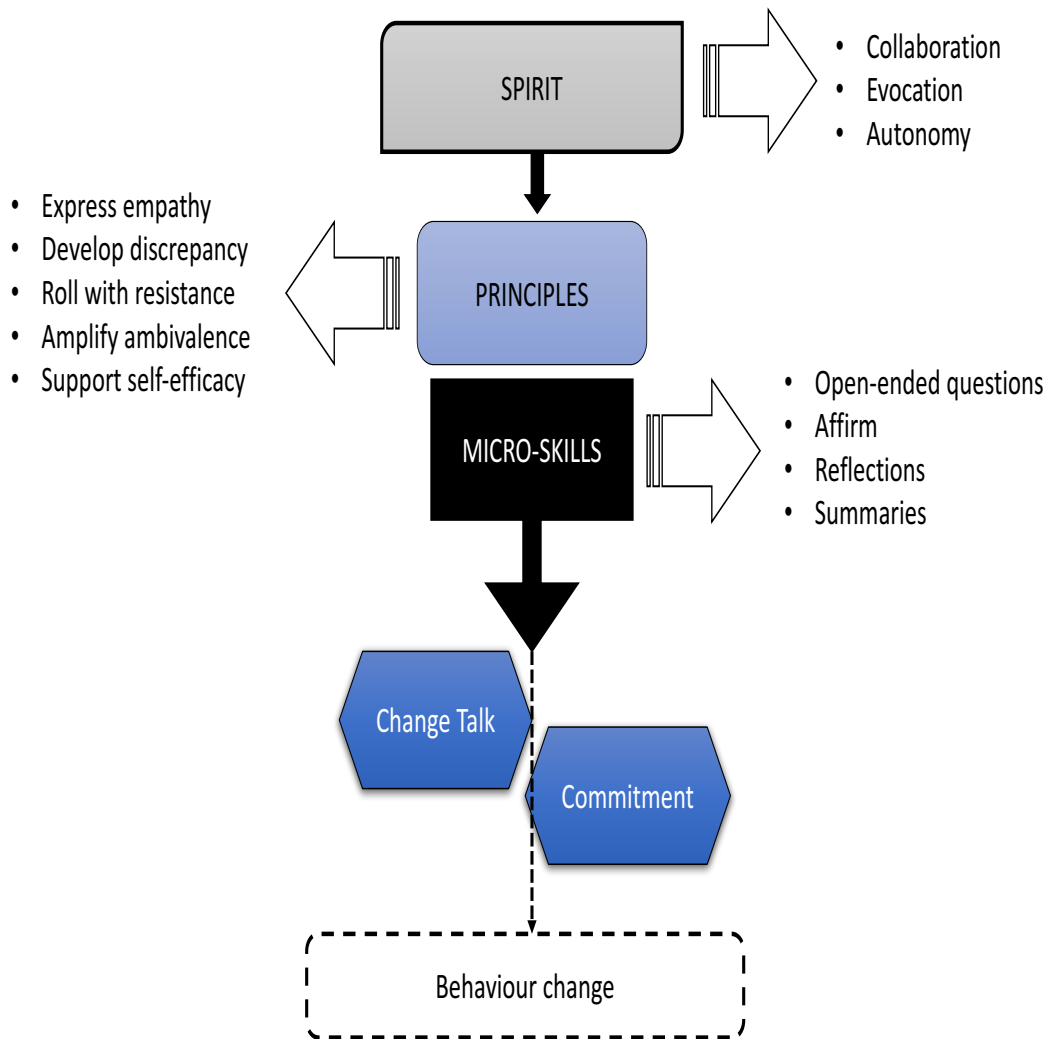 SPIRIT
• Collaboration
• Evocation
• Autonomy
• Express empathy
• Develop discrepancy
• Roll with resistance
• Amplify ambivalence
• Support self-efficacy
PRINCIPLES
MICRO-SKILLS
• Open-ended questions
• Affirm
• Reflections
• Summaries
Change Talk
Commitment
Behaviour change